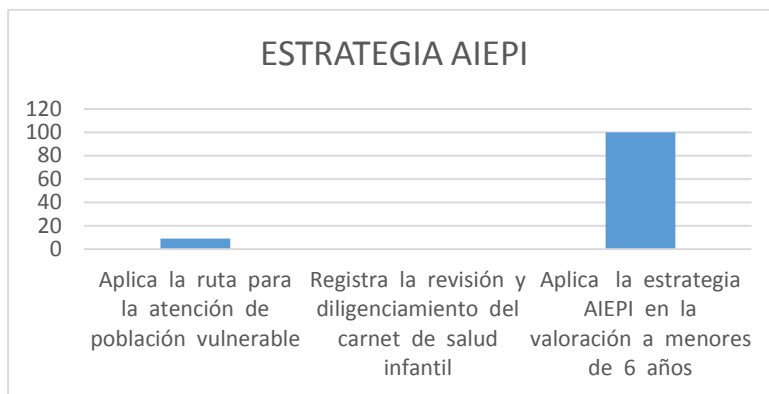 ESTRATEGIA AIEPI
120
100
80
60
40
20
0
Aplica la ruta para
la atención de
población vulnerable
Registra la revisión y
diligenciamiento del
carnet de salud
infantil
Aplica la estrategia
AIEPI en la
valoración a menores
de 6 años